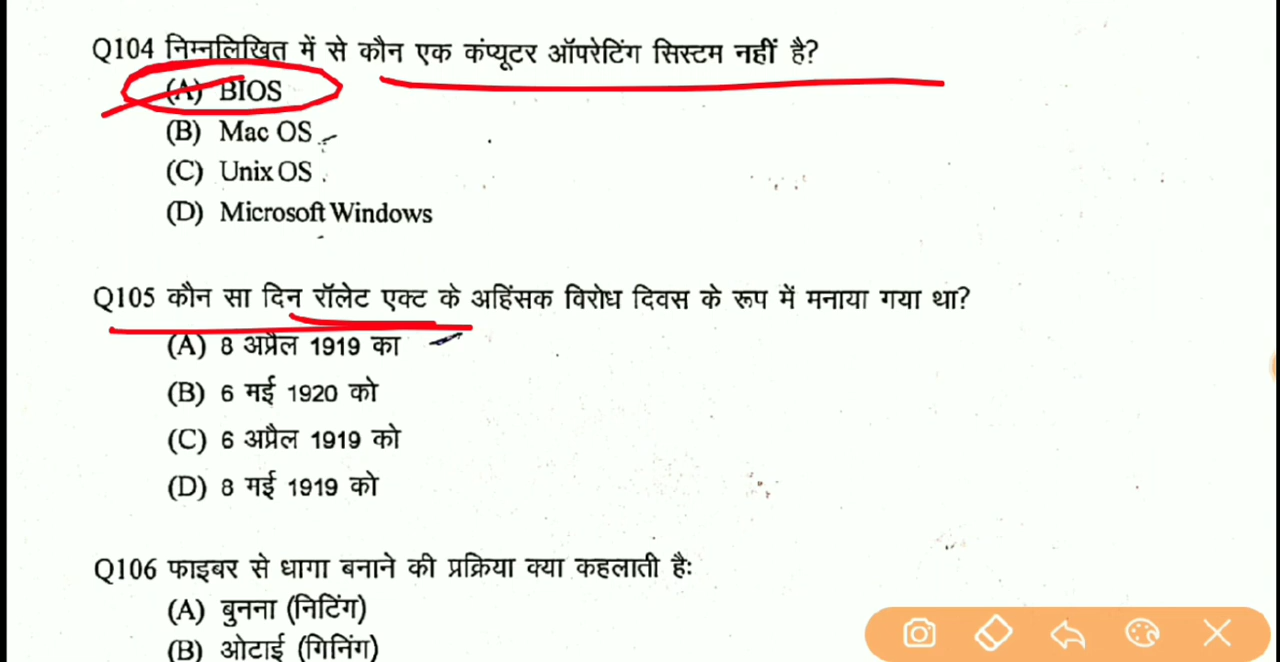 Q104 निम्नलिखित में से कौन एक कंप्यूटर ऑपरेटिंग सिस्टम नहीं है?
(A) BIOS
(B) Mac OS
(C) Unix OS
(D) Microsoft Windows
Q105 कौन सा दिन रॉलेट एक्ट के अहिंसक विरोध दिवस के रूप में मनाया गया था?
(A) 8 अप्रैल 1919 का
(B) 6 मई 1920 को
(C) 6 अप्रैल 1919 को
(D) 8 मई 1919 को
Q106 फाइबर से धागा बनाने की प्रक्रिया क्या कहलाती है:
(A) बुनना (निटिंग)
(B) ओटाई (गिनिंग)